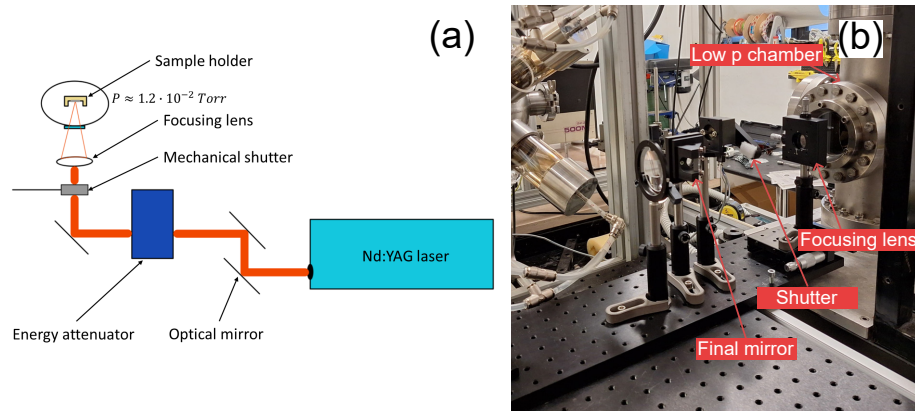 (a)
Sample holder
P ≈ 1.2 · 10⁻² Torr
Focusing lens
Mechanical shutter
Nd:YAG laser
Energy attenuator
Optical mirror
(b)
Low p chamber
500M
Focusing lens
Shutter
Final mirror